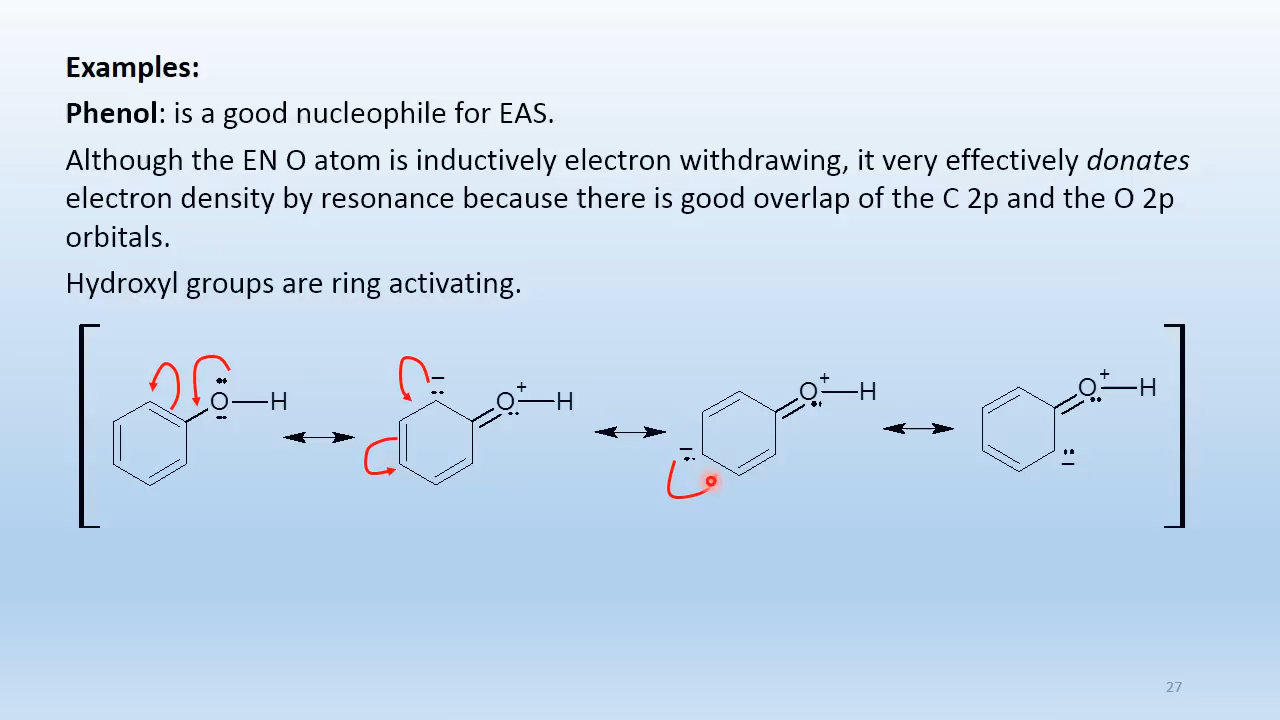 Examples:
Phenol: is a good nucleophile for EAS.
Although the EN O atom is inductively electron withdrawing, it very effectively donates
electron density by resonance because there is good overlap of the C 2p and the O 2p
orbitals.
Hydroxyl groups are ring activating.
O H O + H O + H O + H
27